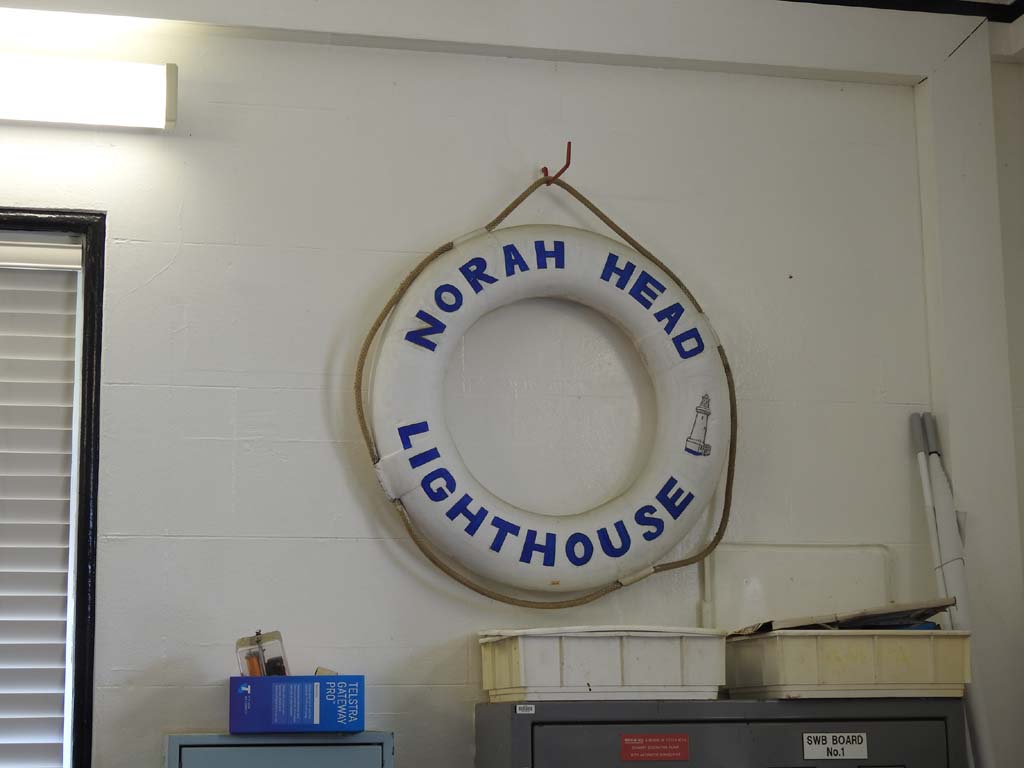 NORAH HEAD
LIGHTHOUSE
TELSTRA
GATEWAY
PRO
SWB BOARD
No.1